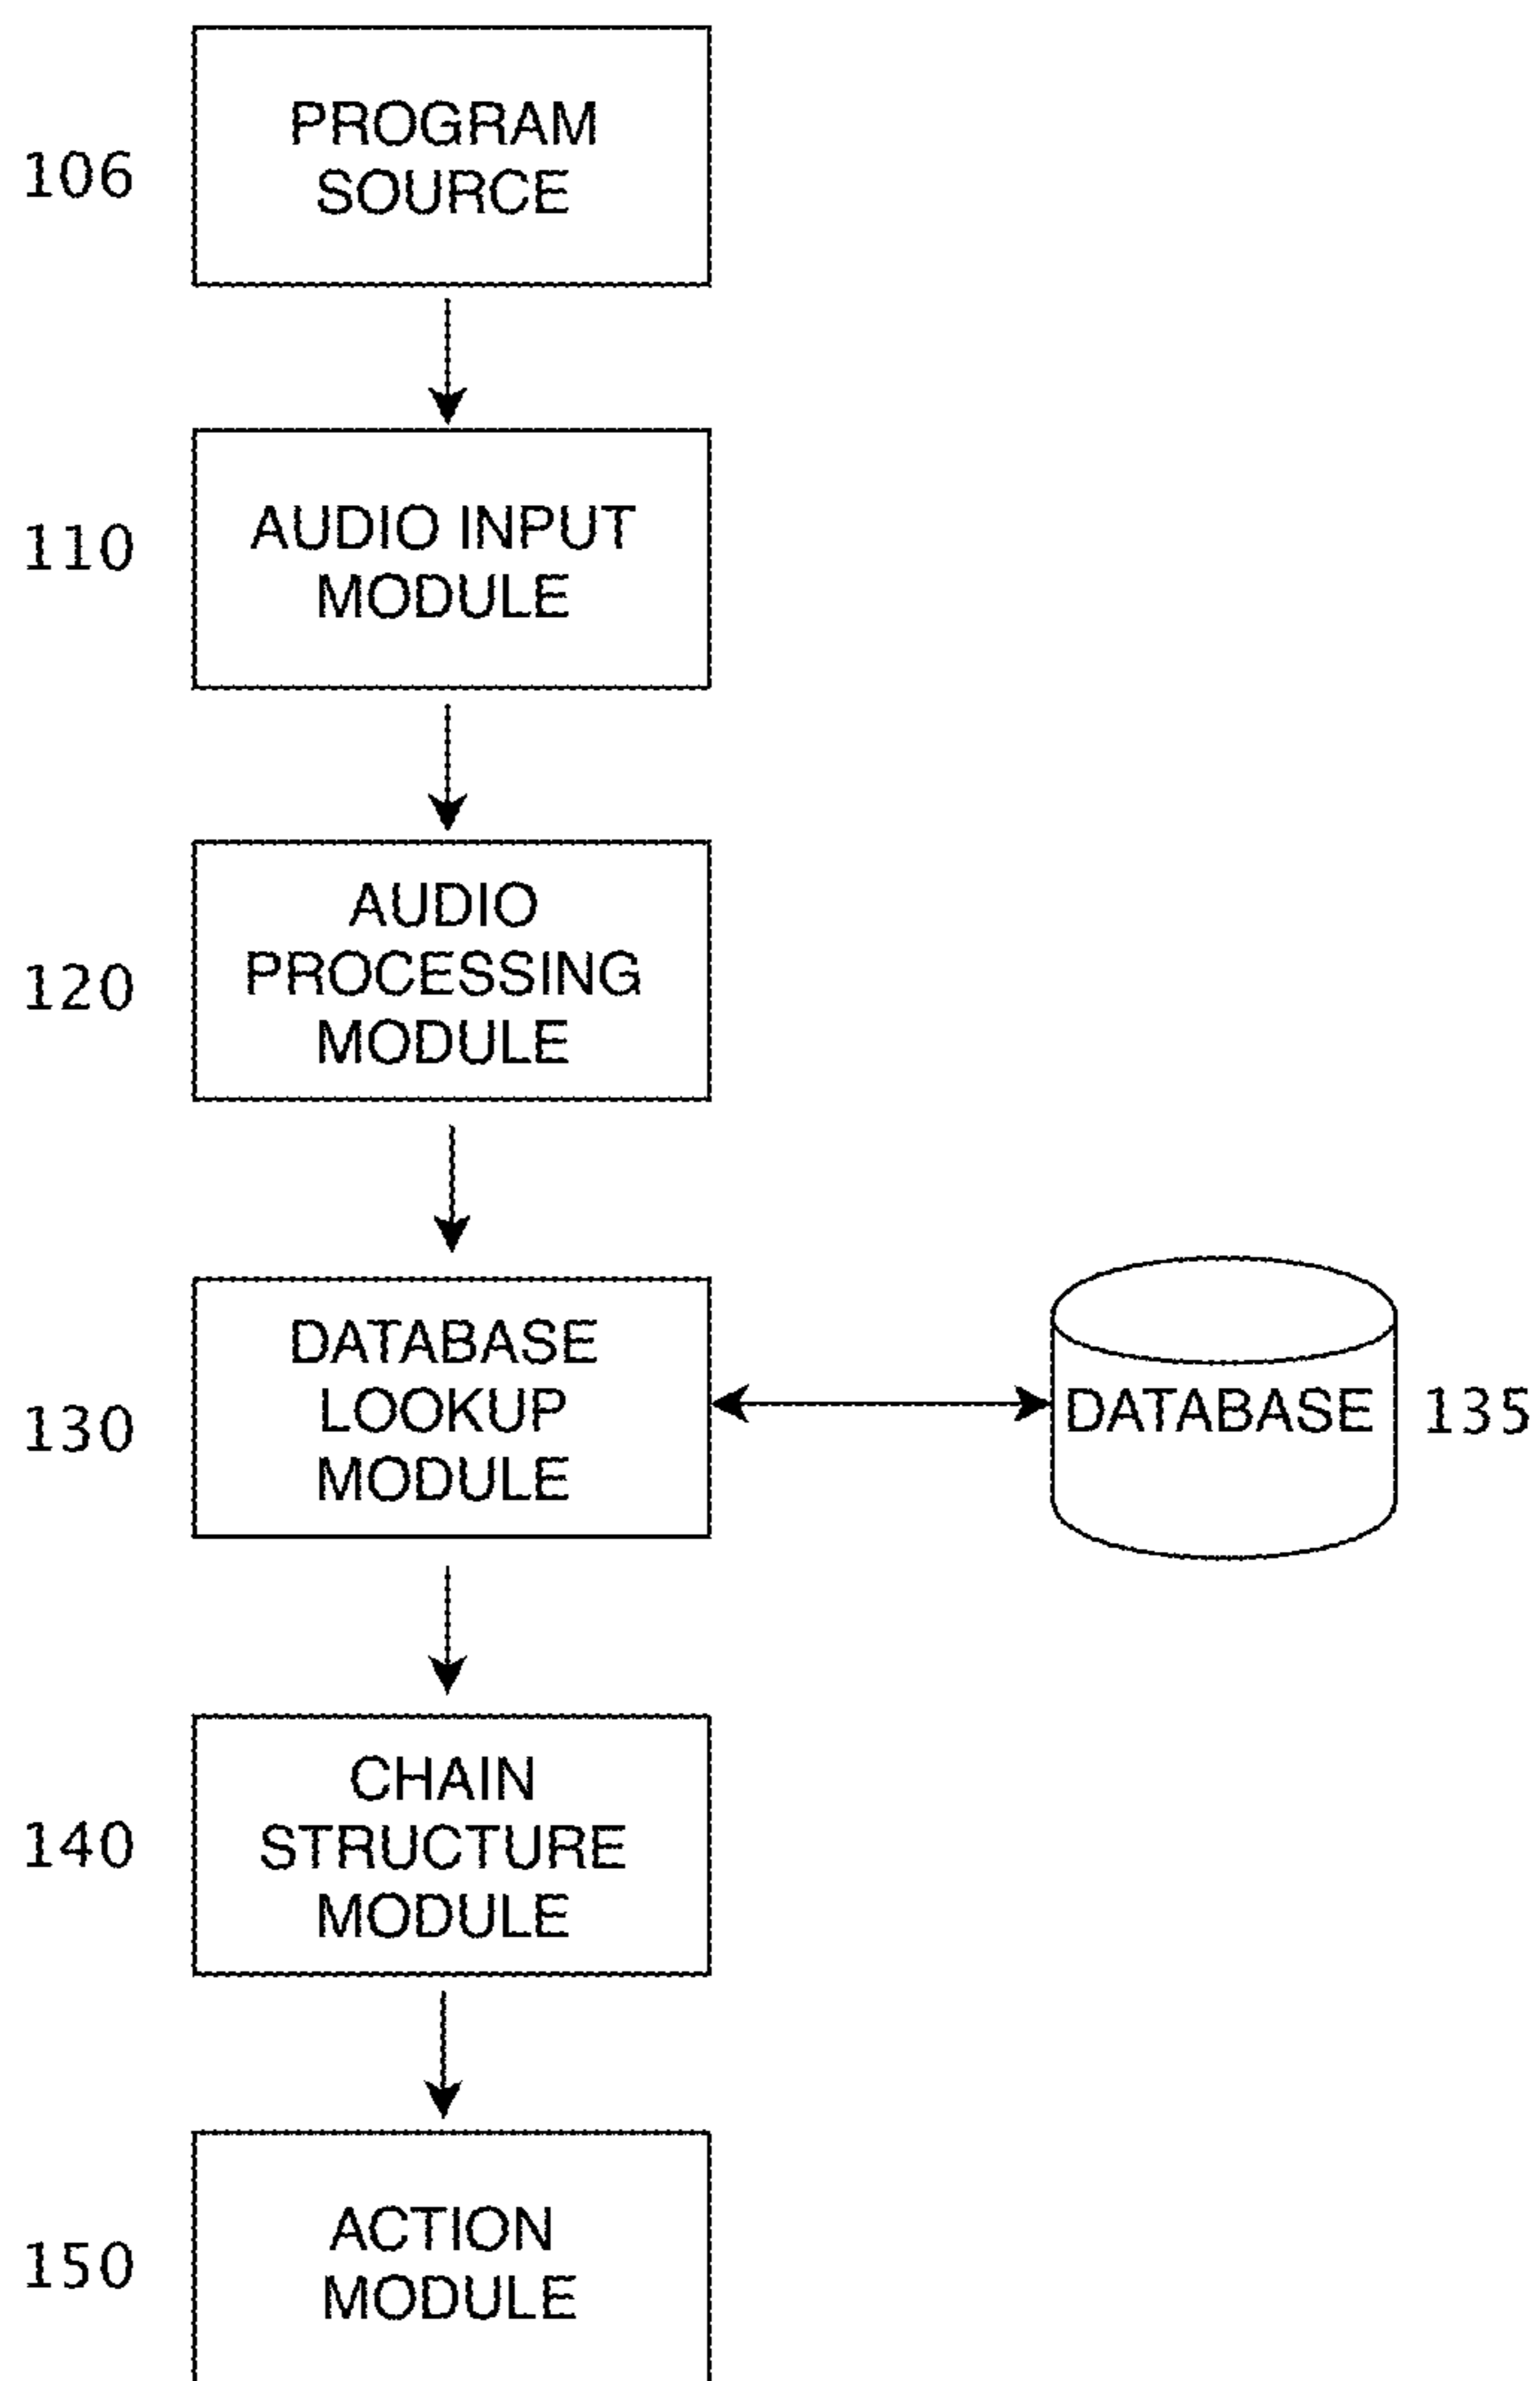 PROGRAM
SOURCE
106
AUDIO INPUT
MODULE
110
AUDIO
PROCESSING
MODULE
120
DATABASE
LOOKUP
MODULE
130
DATABASE
135
CHAIN
STRUCTURE
MODULE
140
ACTION
MODULE
150